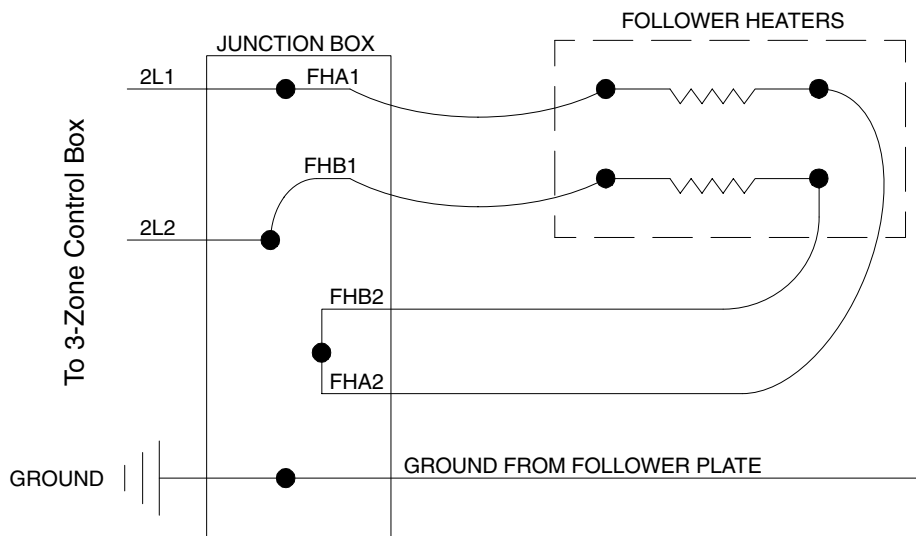 FOLLOWER HEATERS
JUNCTION BOX
2L1
FHA1
FHB1
2L2
To 3-Zone Control Box
FHB2
FHA2
GROUND
GROUND FROM FOLLOWER PLATE